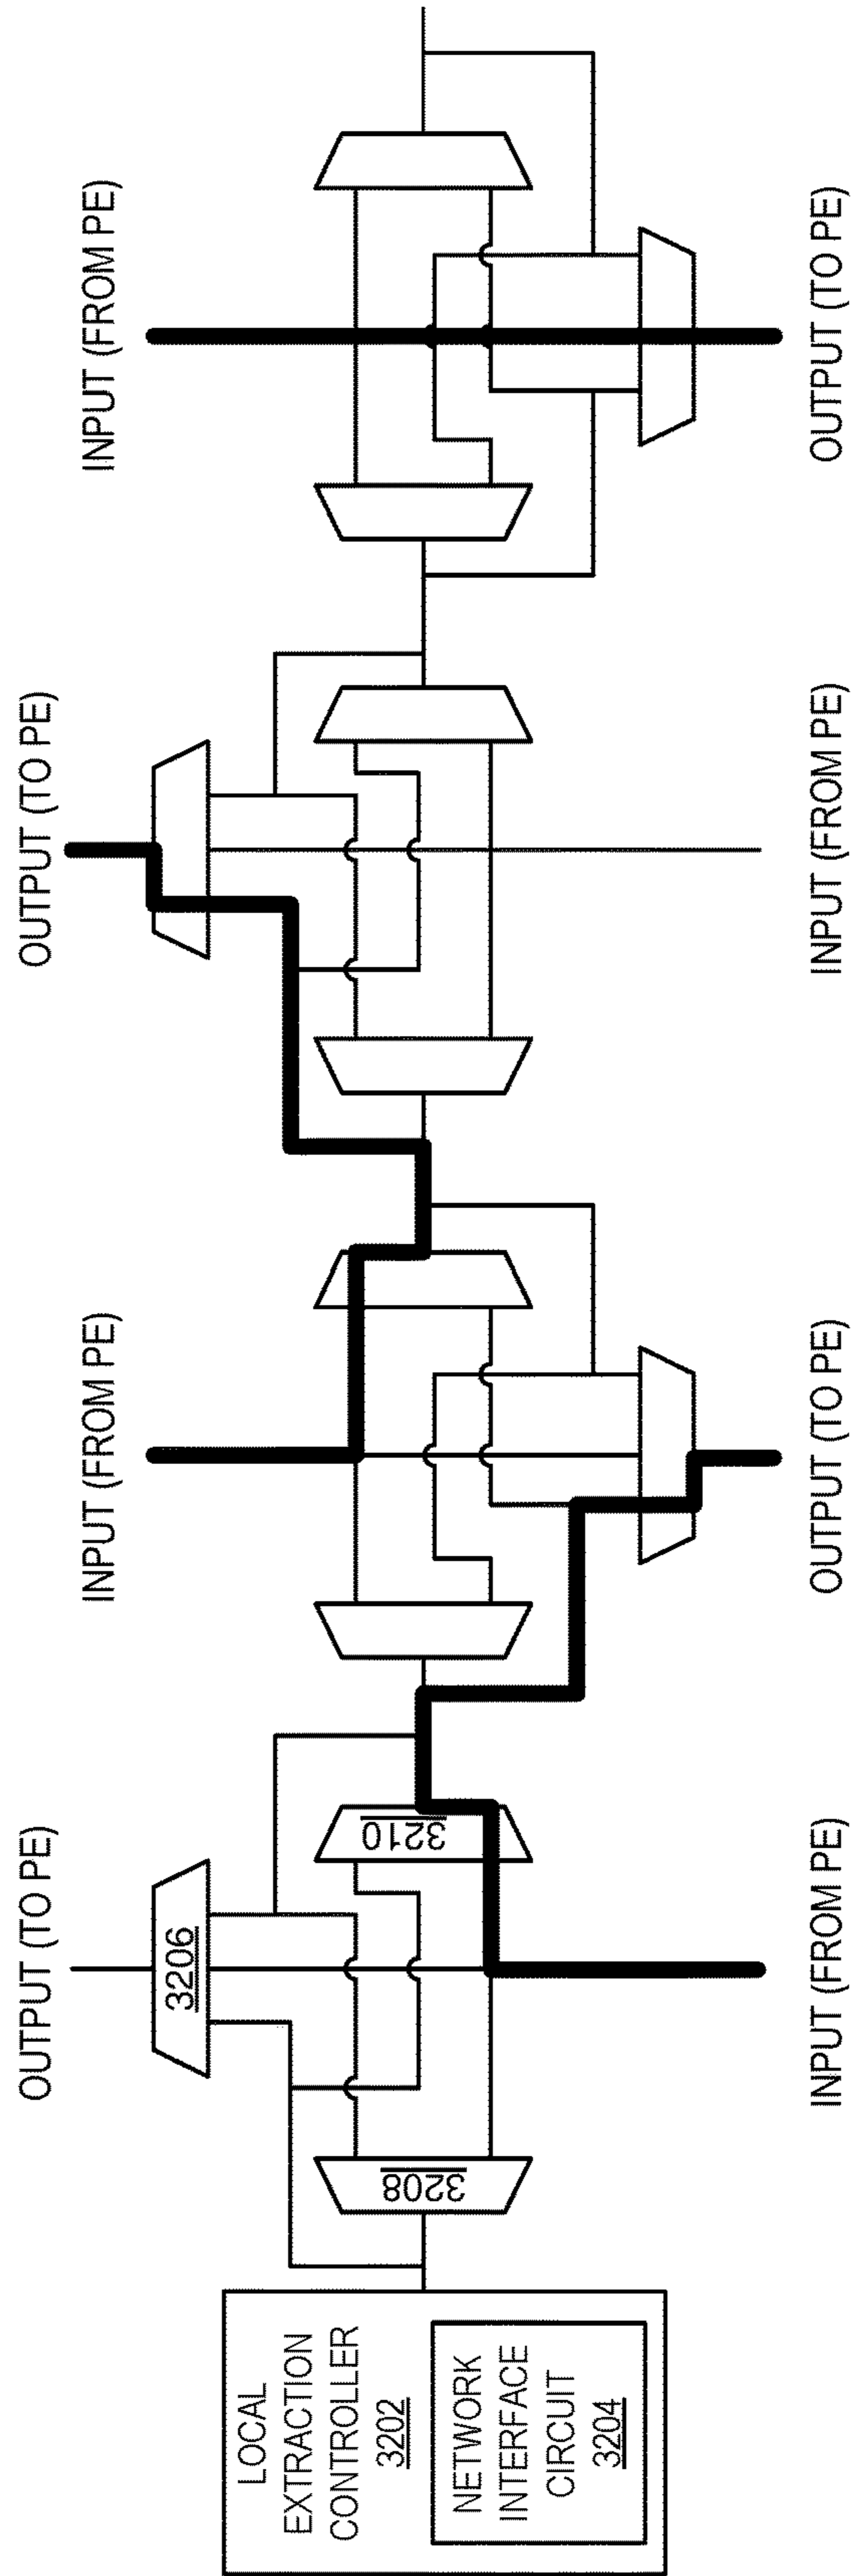 LOCAL
EXTRACTION
CONTROLLER
3202
NETWORK
INTERFACE
CIRCUIT
3204
OUTPUT (TO PE)
INPUT (FROM PE)
OUTPUT (TO PE)
INPUT (FROM PE)
3206
3208
3210
INPUT (FROM PE)
OUTPUT (TO PE)
INPUT (FROM PE)
OUTPUT (TO PE)